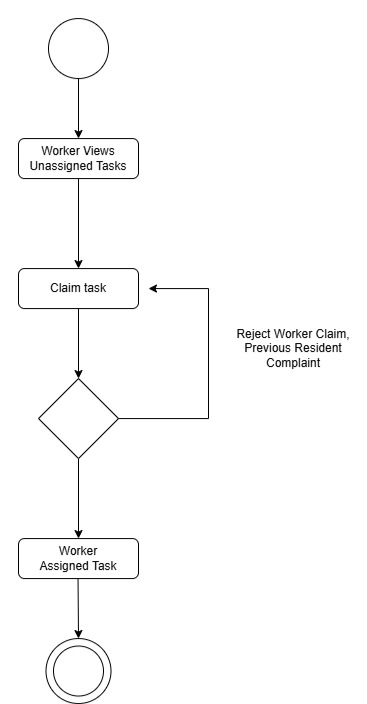 Worker Views
Unassigned Tasks
Claim task
Reject Worker Claim,
Previous Resident
Complaint
Worker
Assigned Task